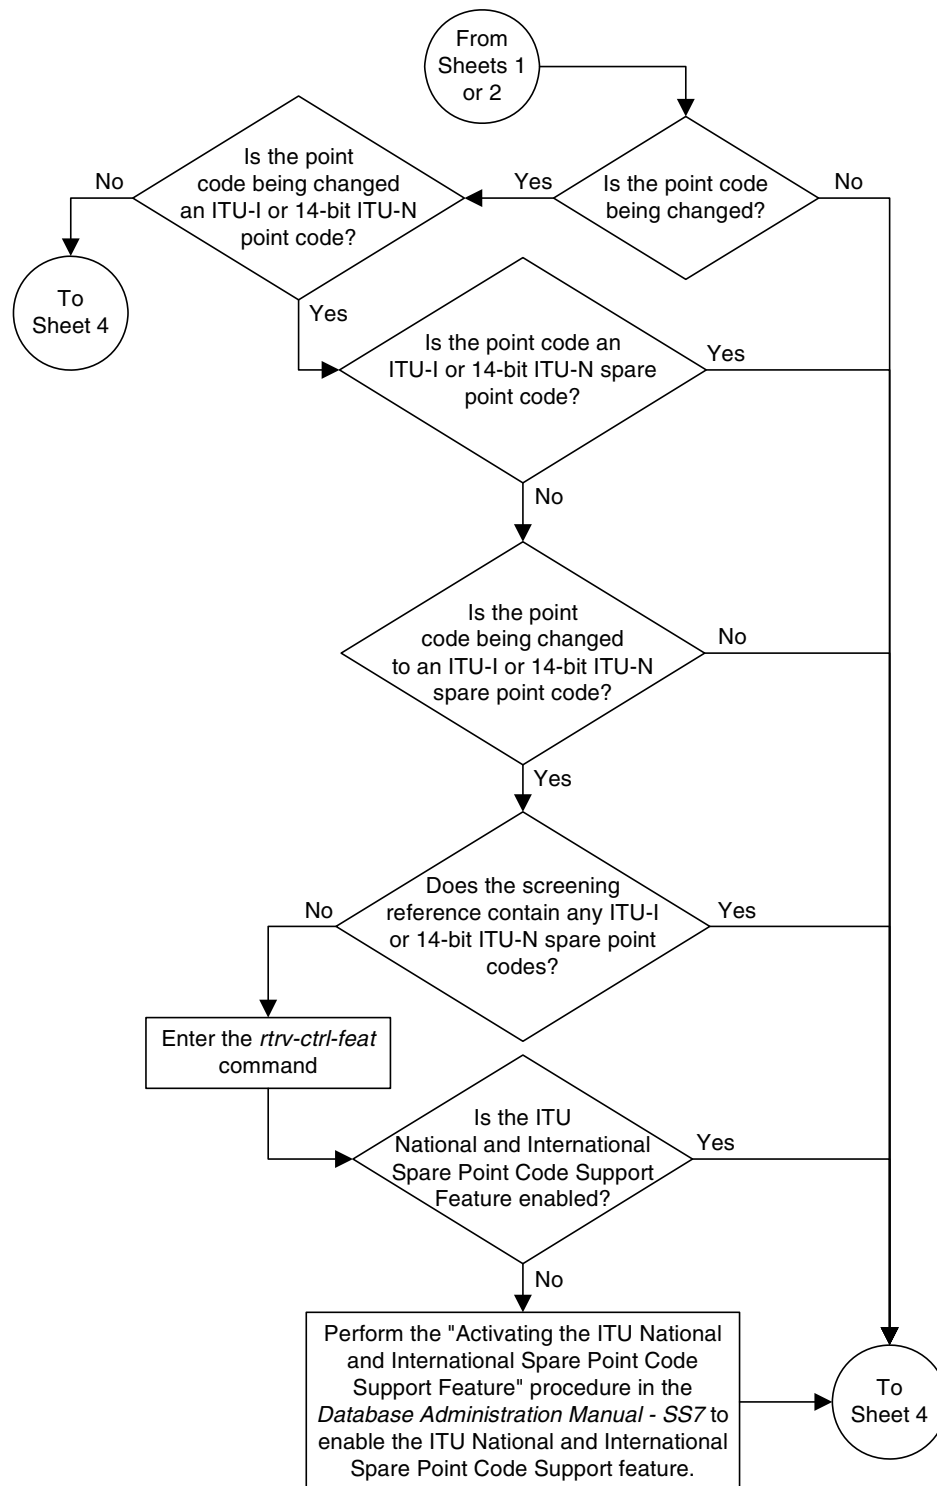 From
Sheets 1
or 2
Is the point code
being changed?
Yes
No
Is the point
code being changed
an ITU-I or 14-bit ITU-N
point code?
No
To
Sheet 4
Yes
Is the point code an
ITU-I or 14-bit ITU-N spare
point code?
Yes
No
Is the point
code being changed
to an ITU-I or 14-bit ITU-N
spare point code?
No
Yes
Does the screening
reference contain any ITU-I
or 14-bit ITU-N spare point
codes?
No
Yes
Enter the rtrv-ctrl-feat
command
Is the ITU
National and International
Spare Point Code Support
Feature enabled?
Yes
No
Perform the "Activating the ITU National
and International Spare Point Code
Support Feature" procedure in the
Database Administration Manual - SS7 to
enable the ITU National and International
Spare Point Code Support feature.
To
Sheet 4